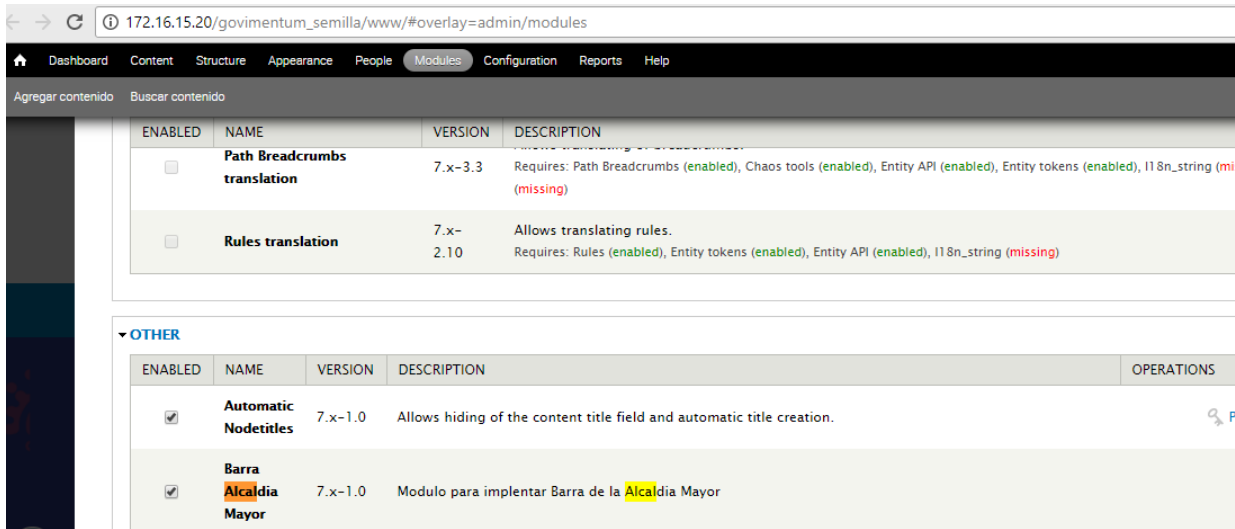 172.16.15.20/govimentum_semilla/www/#overlay=admin/modules
Dashboard Content Structure Appearance People Modules Configuration Reports Help
Agregar contenido Buscar contenido
ENABLED NAME VERSION DESCRIPTION
Path Breadcrumbs
translation
7.x-3.3
Requires: Path Breadcrumbs (enabled), Chaos tools (enabled), Entity API (enabled), Entity tokens (enabled), I18n_string (mi
(missing)
Rules translation
7.x-
2.10
Allows translating rules.
Requires: Rules (enabled), Entity tokens (enabled), Entity API (enabled), I18n_string (missing)
OTHER
ENABLED NAME VERSION DESCRIPTION OPERATIONS
Automatic
Nodetitles
7.x-1.0
Allows hiding of the content title field and automatic title creation.
P
Barra
Alcaldia
Mayor
7.x-1.0
Modulo para implentar Barra de la Alcaldia Mayor